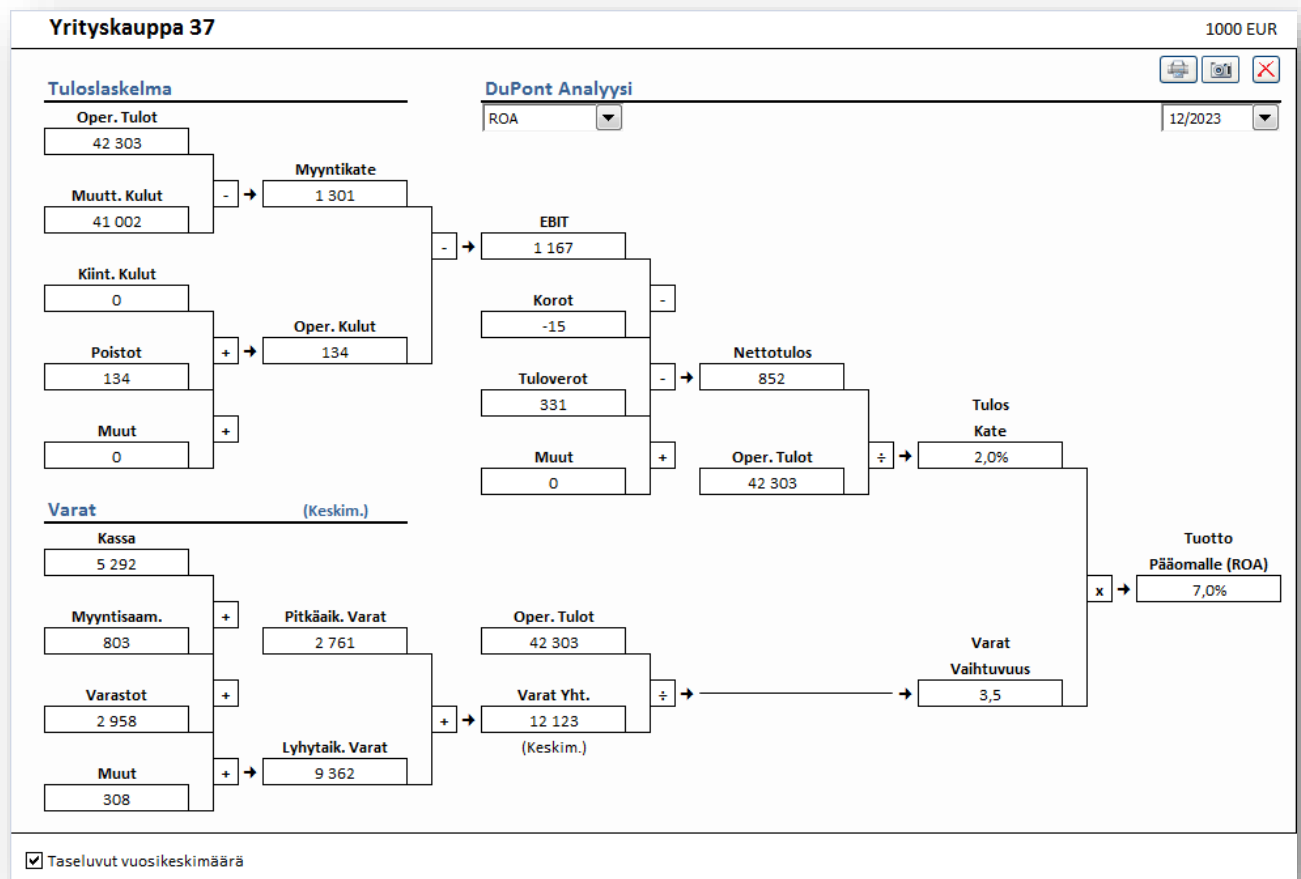 Yrityskauppa 37
1000 EUR
Tuloslaskelma
DuPont Analyysi
ROA
12/2023
Oper. Tulot
42 303
Muutt. Kulut
41 002
-
Myyntikate
1 301
Kiint. Kulut
0
Poistot
134
+
Oper. Kulut
134
Muut
0
+
-
EBIT
1 167
Korot
-15
-
Tuloverot
331
-
Muut
0
+
Nettotulos
852
Oper. Tulot
42 303
÷
Tulos
Kate
2,0%
Varat
(Keskim.)
Kassa
5 292
Myyntisaam.
803
+
Varastot
2 958
+
Muut
308
+
Pitkäaik. Varat
2 761
Lyhytaik. Varat
9 362
+
Oper. Tulot
42 303
Varat Yht.
12 123
(Keskim.)
÷
Varat
Vaihtuvuus
3,5
x
Tuotto
Pääomalle (ROA)
7,0%
Taseluvut vuosikeskimäärä